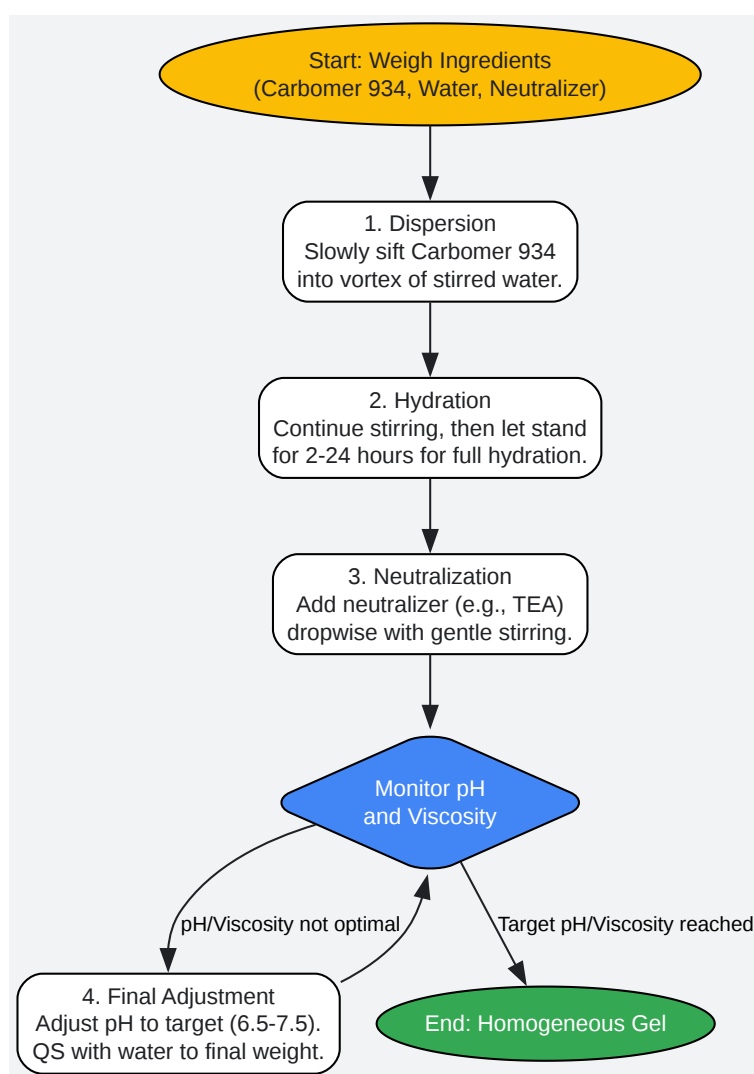 Start: Weigh Ingredients
(Carbomer 934, Water, Neutralizer)
1. Dispersion
Slowly sift Carbomer 934
into vortex of stirred water.
2. Hydration
Continue stirring, then let stand
for 2-24 hours for full hydration.
3. Neutralization
Add neutralizer (e.g., TEA)
dropwise with gentle stirring.
Monitor pH
and Viscosity
pH/Viscosity not optimal
Target pH/Viscosity reached
4. Final Adjustment
Adjust pH to target (6.5-7.5).
QS with water to final weight.
End: Homogeneous Gel